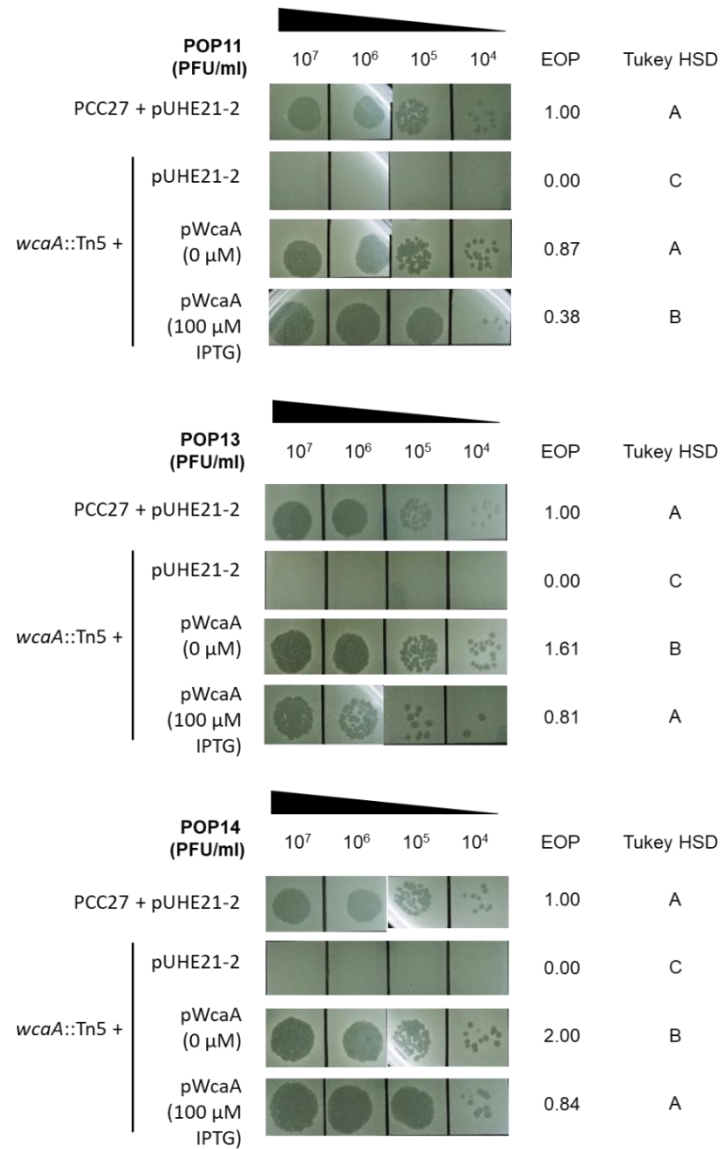 POP11
(PFU/ml)
10⁷ 10⁶ 10⁵ 10⁴ EOP Tukey HSD
PCC27 + pUHE21-2 1.00 A
wcaA::Tn5 +
pUHE21-2 0.00 C
pWcaA
(0 μM) 0.87 A
pWcaA
(100 μM
IPTG) 0.38 B
POP13
(PFU/ml)
10⁷ 10⁶ 10⁵ 10⁴ EOP Tukey HSD
PCC27 + pUHE21-2 1.00 A
wcaA::Tn5 +
pUHE21-2 0.00 C
pWcaA
(0 μM) 1.61 B
pWcaA
(100 μM
IPTG) 0.81 A
POP14
(PFU/ml)
10⁷ 10⁶ 10⁵ 10⁴ EOP Tukey HSD
PCC27 + pUHE21-2 1.00 A
wcaA::Tn5 +
pUHE21-2 0.00 C
pWcaA
(0 μM) 2.00 B
pWcaA
(100 μM
IPTG) 0.84 A